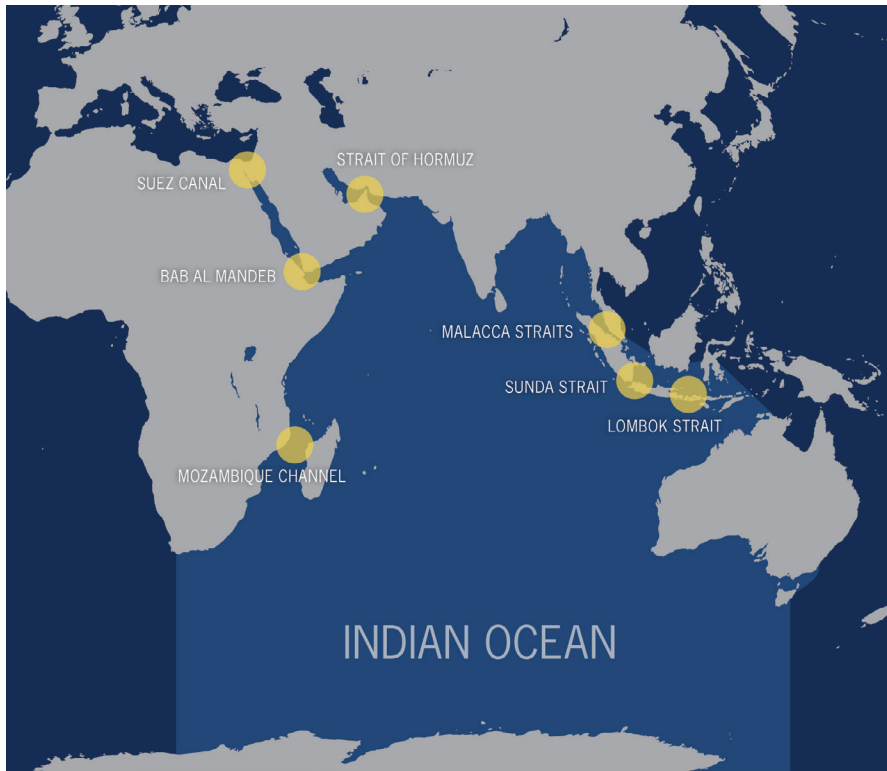 STRAIT OF HORMUZ
SUEZ CANAL
BAB AL MANDEB
MALACCA STRAITS
SUNDA STRAIT
LOMBOK STRAIT
MOZAMBIQUE CHANNEL
INDIAN OCEAN